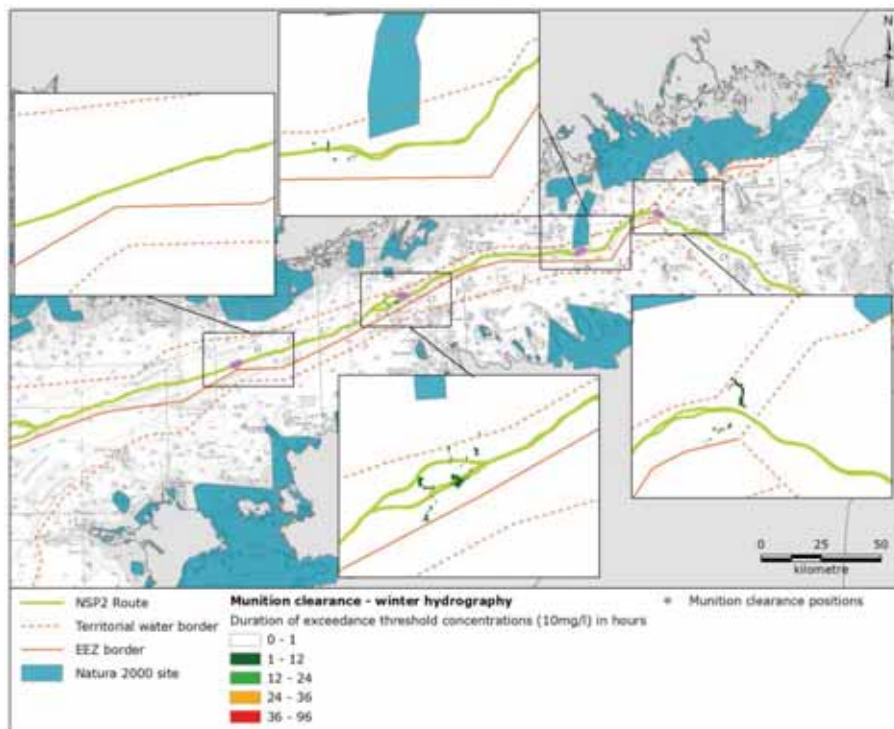 N
0 25 50
kilometre
NSP2 Route
Territorial water border
EEZ border
Natura 2000 site
Munition clearance - winter hydrography
Duration of exceedance threshold concentrations (10mg/l) in hours
0 - 1
1 - 12
12 - 24
24 - 36
36 - 96
Munition clearance positions